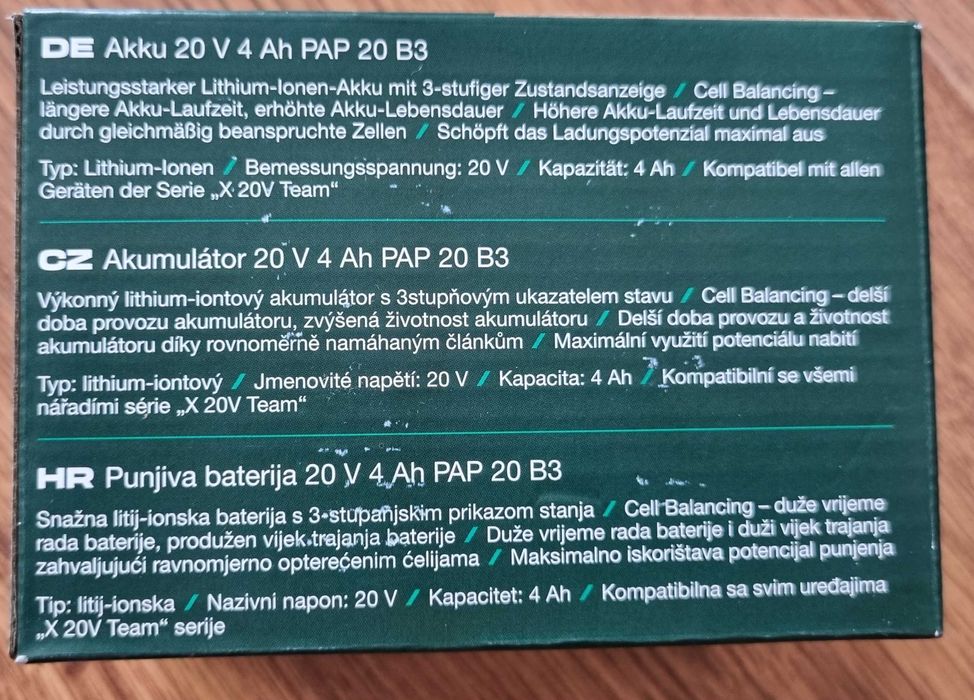 DE Akku 20 V 4 Ah PAP 20 B3
Leistungsstarker Lithium-Ionen-Akku mit 3-stufiger Zustandsanzeige / Cell Balancing –
längere Akku-Laufzeit, erhöhte Akku-Lebensdauer / Höhere Akku-Laufzeit und Lebensdauer
durch gleichmäßig beanspruchte Zellen / Schöpft das Ladungspotenzial maximal aus
Typ: Lithium-Ionen / Bemessungsspannung: 20 V / Kapazität: 4 Ah / Kompatibel mit allen
Geräten der Serie „X 20V Team“
CZ Akumulátor 20 V 4 Ah PAP 20 B3
Výkonný lithium-iontový akumulátor s 3stupňovým ukazatelem stavu / Cell Balancing – delší
doba provozu akumulátoru, zvýšená životnost akumulátoru / Delší doba provozu a životnost
akumulátoru díky rovnoměrně namáhaným článkům / Maximální využití potenciálu nabití
Typ: lithium-iontový / Jmenovité napětí: 20 V / Kapacita: 4 Ah / Kompatibilní se všemi
nářadími série „X 20V Team“
HR Punjiva baterija 20 V 4 Ah PAP 20 B3
Snažna litij-ionska baterija s 3-stupanjskim prikazom stanja / Cell Balancing – duže vrijeme
rada baterije, produžen vijek trajanja baterije / Duže vrijeme rada baterije i duži vijek trajanja
zahvaljujući ravnomjerno opterećenim ćelijama / Maksimalno iskorištava potencijal punjenja
Tip: litij-ionska / Nazivni napon: 20 V / Kapacitet: 4 Ah / Kompatibilna sa svim uređajima
„X 20V Team“ serije